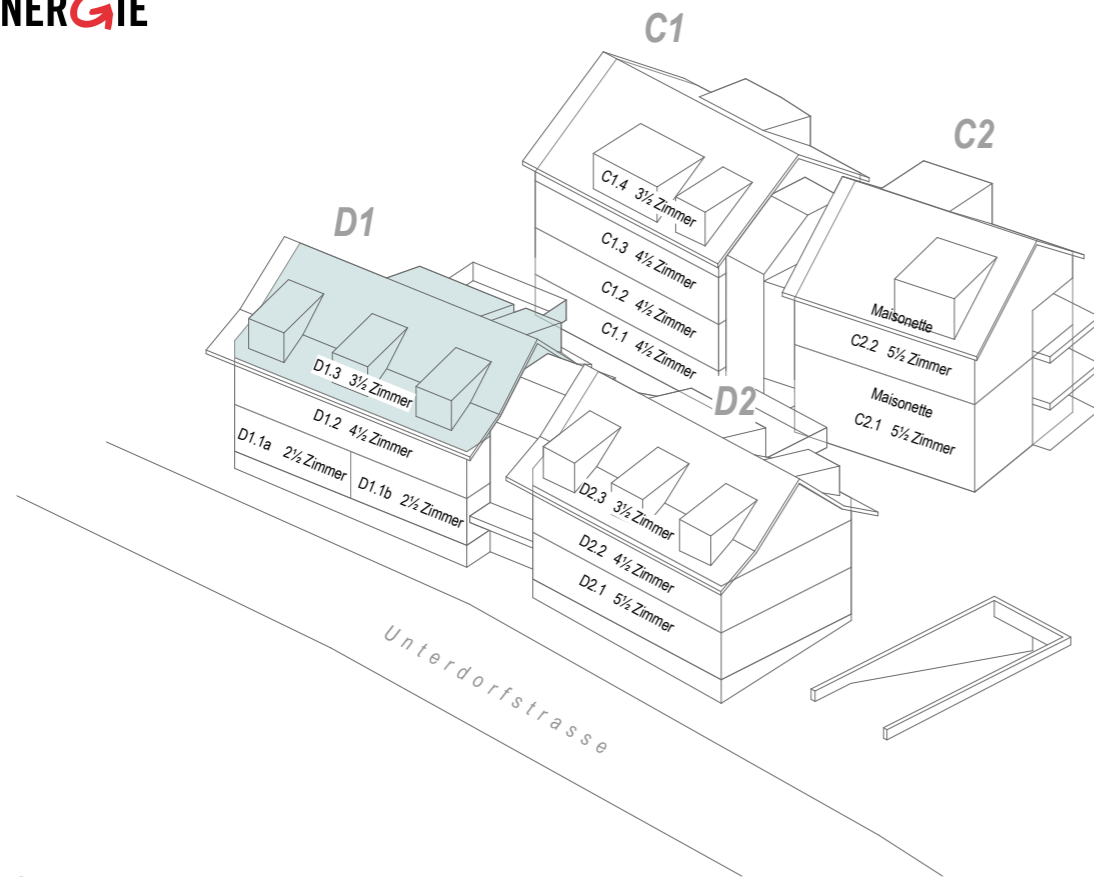 NERGIE
C1
C2
D1
D2
C1.4 3½ Zimmer
C1.3 4½ Zimmer
C1.2 4½ Zimmer
C1.1 4½ Zimmer
Maisonette
C2.2 5½ Zimmer
Maisonette
C2.1 5½ Zimmer
D1.3 3½ Zimmer
D1.2 4½ Zimmer
D1.1a 2½ Zimmer
D1.1b 2½ Zimmer
D2.3 3½ Zimmer
D2.2 4½ Zimmer
D2.1 5½ Zimmer
Unterdorfstrasse